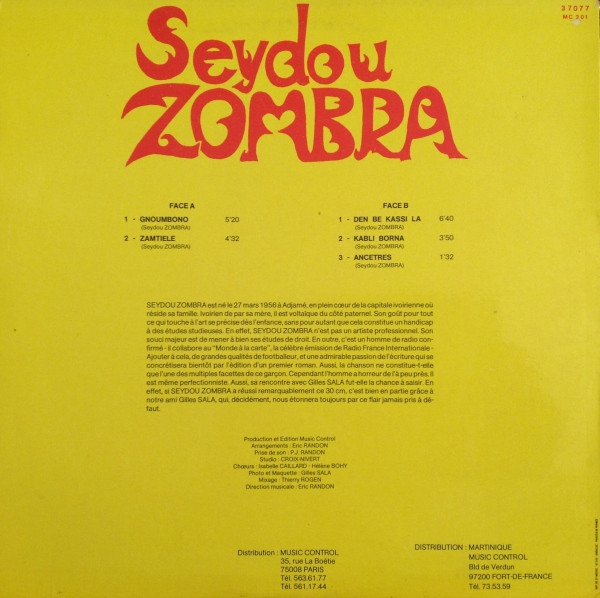 37077
MC 301
Seydou
ZOMBRA
FACE A
1 - GNOUMBONO 5'20
(Seydou ZOMBRA)
2 - ZAMTIELE 4'32
(Seydou ZOMBRA)
FACE B
1 - DEN BE KASSI LA 6'40
(Seydou ZOMBRA)
2 - KABLI BORNA 3'50
(Seydou ZOMBRA)
3 - ANCETRES 1'32
(Seydou ZOMBRA)
SEYDOU ZOMBRA est né le 27 mars 1956 à Adjamé, en plein cœur de la capitale ivoirienne où
réside sa famille. Ivoirien de par sa mère, il est voltaïque du côté paternel. Son goût pour tout
ce qui touche à l'art se précise dès l'enfance, sans pour autant que cela constitue un handicap
à des études studieuses. En effet, SEYDOU ZOMBRA n'est pas un artiste professionnel. Son
souci majeur est de mener à bien ses études de droit. En outre, c'est un homme de radio con-
firmé - il collabore au "Monde à la carte", la célèbre émission de Radio France Internationale -
Ajouter à cela, de grandes qualités de footballeur, et une admirable passion de l'écriture qui se
concrétisera bientôt par l'édition d'un premier roman. Aussi, la chanson ne constitue-t-elle
que l'une des multiples facettes de ce garçon. Cependant l'homme a horreur de l'à peu près. Il
est même perfectionniste. Aussi, sa rencontre avec Gilles SALA fut-elle la chance à saisir. En
effet, si SEYDOU ZOMBRA a réussi remarquablement ce 30 cm, c'est bien en partie grâce à
notre ami Gilles SALA, qui, décidément, nous étonnera toujours par ce flair jamais pris à dé-
faut.
Production et Edition Music Control
Arrangements : Eric RANDON
Prise de son : P.J. RANDON
Studio : CROIX-NIVERT
Chœurs : Isabelle CAILLARD - Hélène BOHY
Photo et Maquette : Gilles SALA
Mixage : Thierry ROGEN
Direction musicale : Eric RANDON
Distribution : MUSIC CONTROL
35, rue La Boëtie
75008 PARIS
Tél. 563.61.77
Tél. 561.17.44
DISTRIBUTION : MARTINIQUE
MUSIC CONTROL
Bld de Verdun
97200 FORT-DE-FRANCE
Tél. 73.53.59